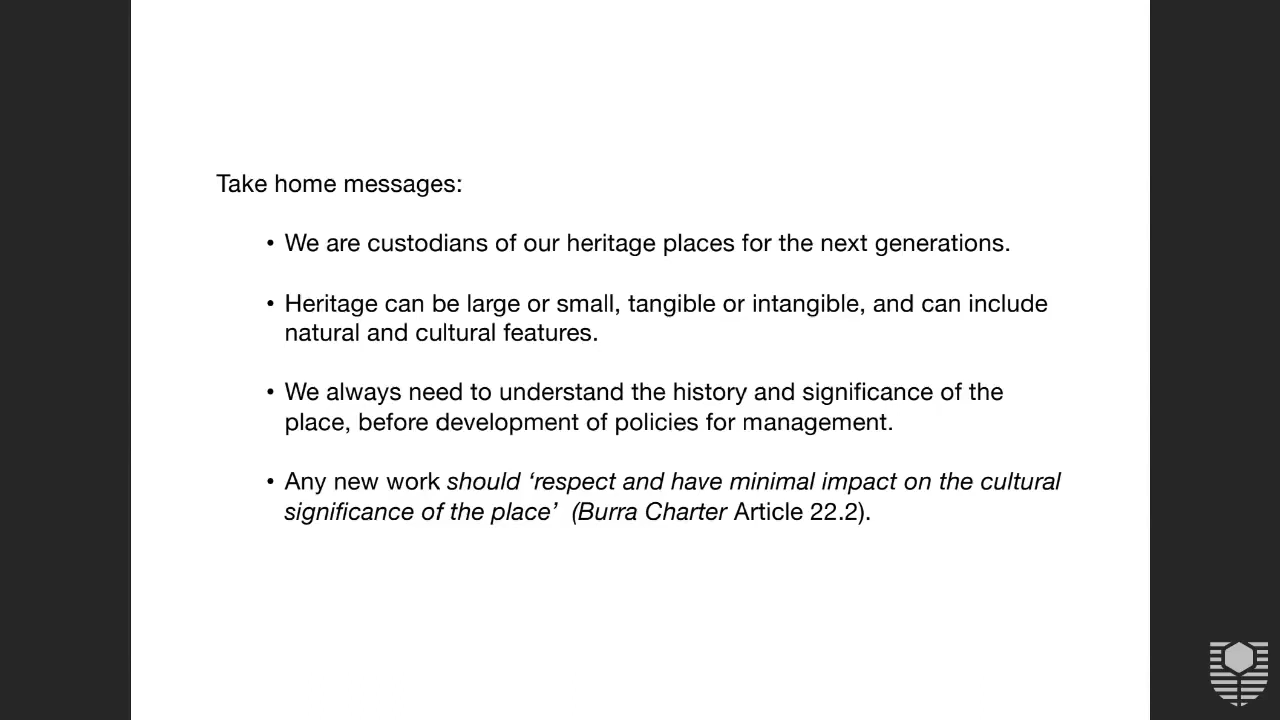 Take home messages:
• We are custodians of our heritage places for the next generations.
• Heritage can be large or small, tangible or intangible, and can include
natural and cultural features.
• We always need to understand the history and significance of the
place, before development of policies for management.
• Any new work should ‘respect and have minimal impact on the cultural
significance of the place’  (Burra Charter Article 22.2).